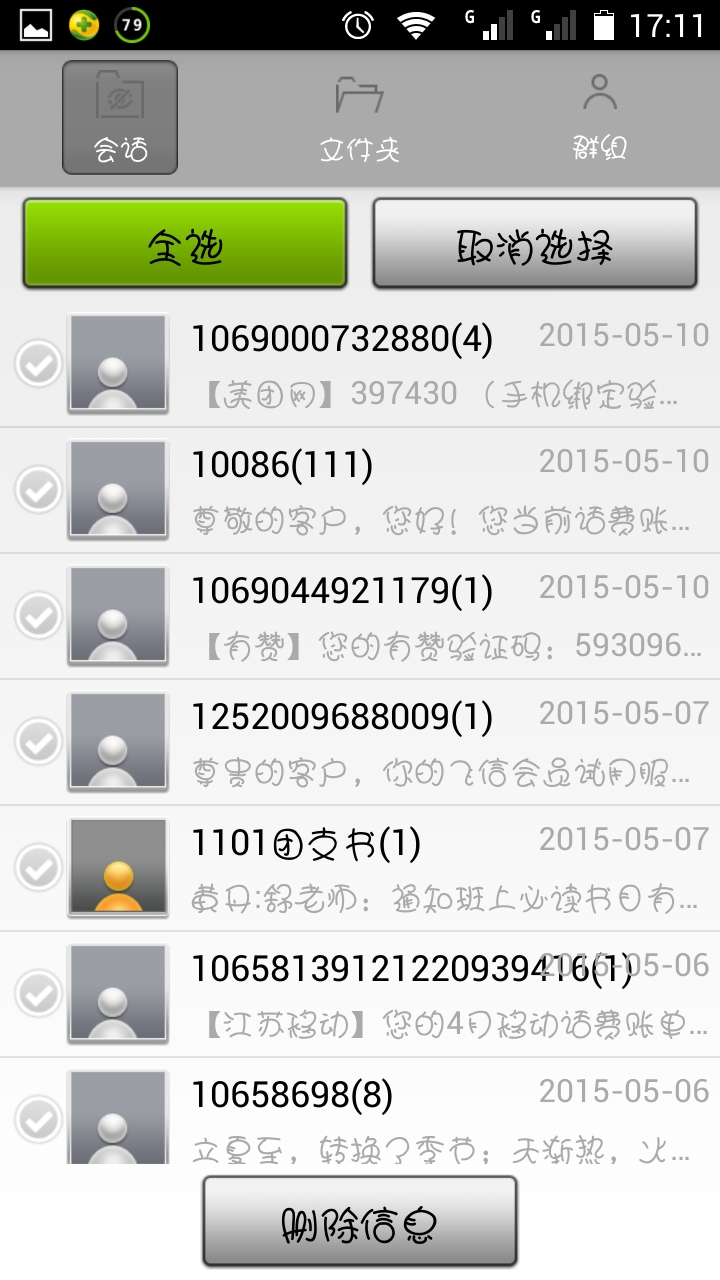 79 G G 17:11
会话 文件夹 群组
全选 取消选择
1069000732880(4) 2015-05-10
【美团网】397430 （手机绑定验...
10086(111) 2015-05-10
尊敬的客户，您好！您当前话费账...
1069044921179(1) 2015-05-10
【有赞】您的有赞验证码：593096...
1252009688009(1) 2015-05-07
尊贵的客户，你的飞信会员试用服...
1101团支书(1) 2015-05-07
黄丹:舒老师：通知班上必读书目有...
1065813912122093941​6(1) 2015-05-06
【江苏移动】您的4月移动话费账单...
10658698(8) 2015-05-06
立夏至，转换了季节；天渐热，火...
删除信息